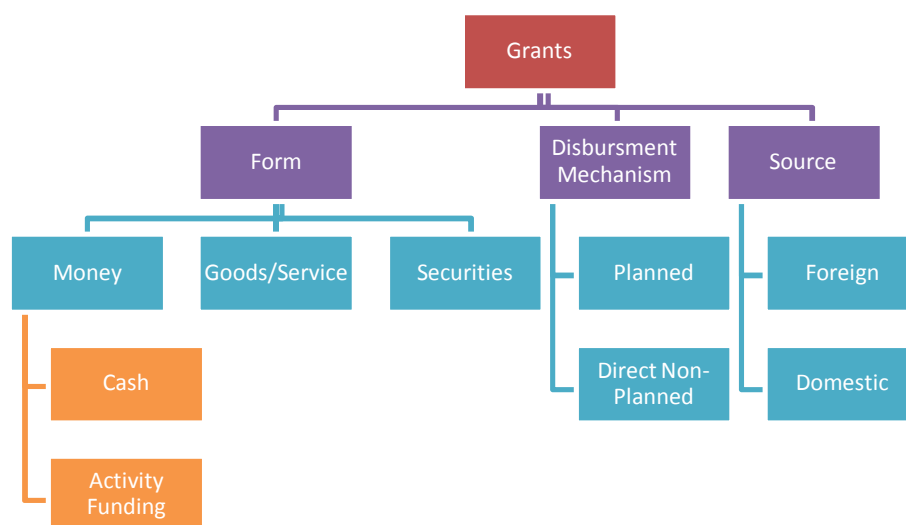 Grants
Form
Disbursment
Mechanism
Source
Money
Goods/Service
Securities
Planned
Foreign
Cash
Direct Non-
Planned
Domestic
Activity
Funding